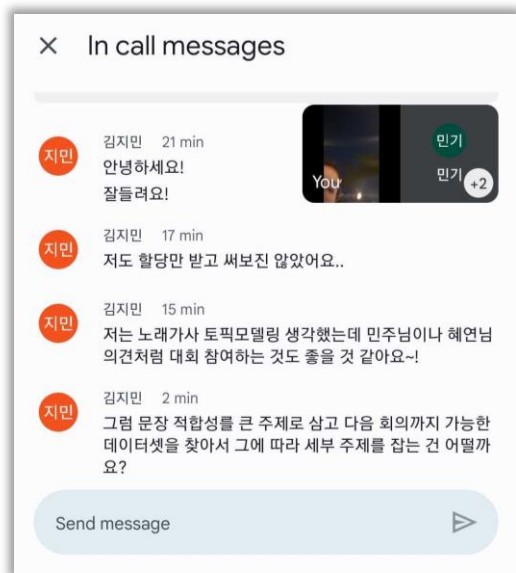 In call messages
You
민기
민기
+2
지민
김지민 21 min
안녕하세요!
잘들려요!
지민
김지민 17 min
저도 할당만 받고 써보진 않았어요..
지민
김지민 15 min
저는 노래가사 토픽모델링 생각했는데 민주님이나 혜연님
의견처럼 대회 참여하는 것도 좋을 것 같아요~!
지민
김지민 2 min
그럼 문장 적합성를 큰 주제로 삼고 다음 회의까지 가능한
데이터셋을 찾아서 그에 따라 세부 주제를 잡는 건 어떨까
요?
Send message